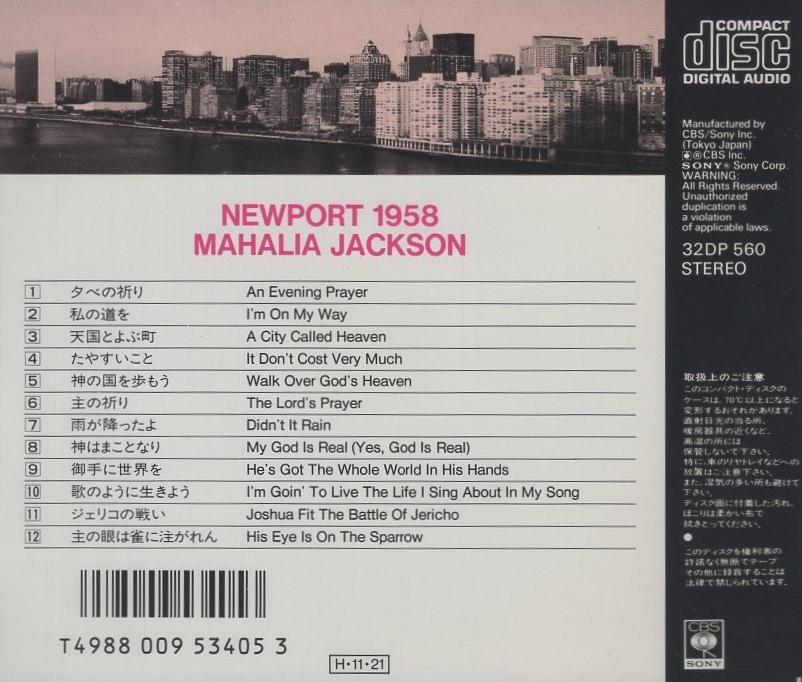 NEWPORT 1958
MAHALIA JACKSON
1 夕べの祈り An Evening Prayer
2 私の道を I'm On My Way
3 天国とよぶ町 A City Called Heaven
4 たやすいこと It Don't Cost Very Much
5 神の国を歩もう Walk Over God's Heaven
6 主の祈り The Lord's Prayer
7 雨が降ったよ Didn't It Rain
8 神はまことなり My God Is Real (Yes, God Is Real)
9 御手に世界を He's Got The Whole World In His Hands
10 歌のように生きよう I'm Goin' To Live The Life I Sing About In My Song
11 ジェリコの戦い Joshua Fit The Battle Of Jericho
12 主の眼は雀に注がれん His Eye Is On The Sparrow
T4988 009 53405 3
H·11·21
COMPACT
disc
DIGITAL AUDIO
Manufactured by
CBS/Sony Inc.
(Tokyo Japan)
®CBS Inc.
SONY® Sony Corp.
WARNING:
All Rights Reserved.
Unauthorized
duplication is
a violation
of applicable laws.
32DP 560
STEREO
取扱上のご注意
このコンパクト・ディスクの
ケースは、70℃以上になると
変形するおそれがあります。
直射日光の当る所、
暖房器具の近くなど、
高温の所には
保管しないで下さい。
特に、車のリヤトレイなどへの
放置はご注意下さい。
また、湿気の多い所も避けて
下さい。
ディスク面に付着した汚れ、
ほこりは柔かい布で
拭きとってください。
●
このディスクを権利者の
許諾なく無断でテープ
その他に録音することは
法律で禁じられています。
CBS
SONY